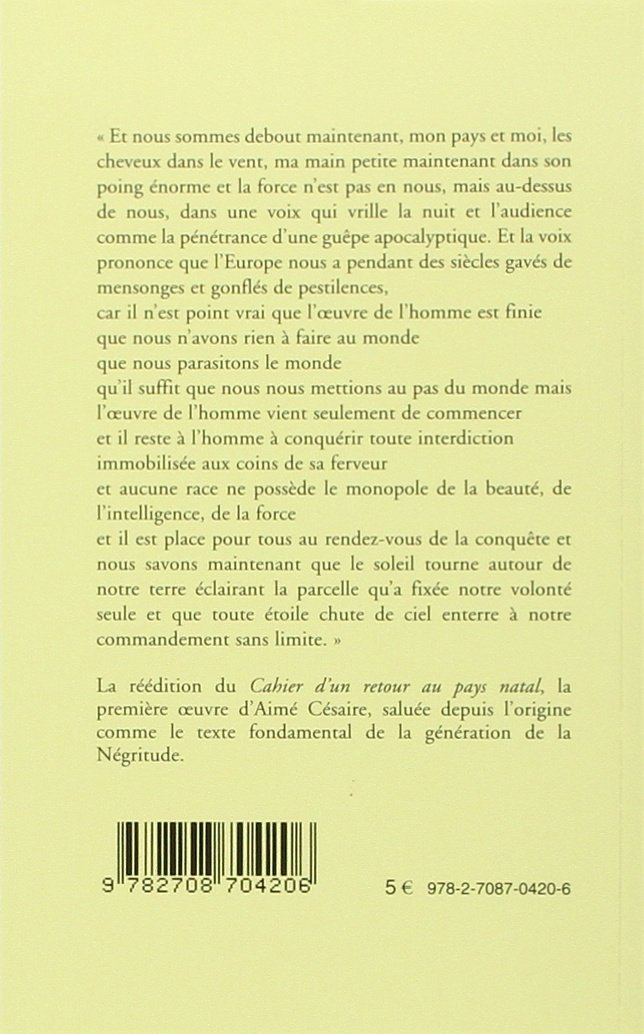 « Et nous sommes debout maintenant, mon pays et moi, les
cheveux dans le vent, ma main petite maintenant dans son
poing énorme et la force n'est pas en nous, mais au-dessus
de nous, dans une voix qui vrille la nuit et l'audience
comme la pénétrance d'une guêpe apocalyptique. Et la voix
prononce que l'Europe nous a pendant des siècles gavés de
mensonges et gonflés de pestilences,
car il n'est point vrai que l'œuvre de l'homme est finie
que nous n'avons rien à faire au monde
que nous parasitons le monde
qu'il suffit que nous nous mettions au pas du monde mais
l'œuvre de l'homme vient seulement de commencer
et il reste à l'homme à conquérir toute interdiction
immobilisée aux coins de sa ferveur
et aucune race ne possède le monopole de la beauté, de
l'intelligence, de la force
et il est place pour tous au rendez-vous de la conquête et
nous savons maintenant que le soleil tourne autour de
notre terre éclairant la parcelle qu'a fixée notre volonté
seule et que toute étoile chute de ciel enterre à notre
commandement sans limite. »
La réédition du Cahier d'un retour au pays natal, la
première œuvre d'Aimé Césaire, saluée depuis l'origine
comme le texte fondamental de la génération de la
Négritude.
9 782708 704206
5 € 978-2-7087-0420-6